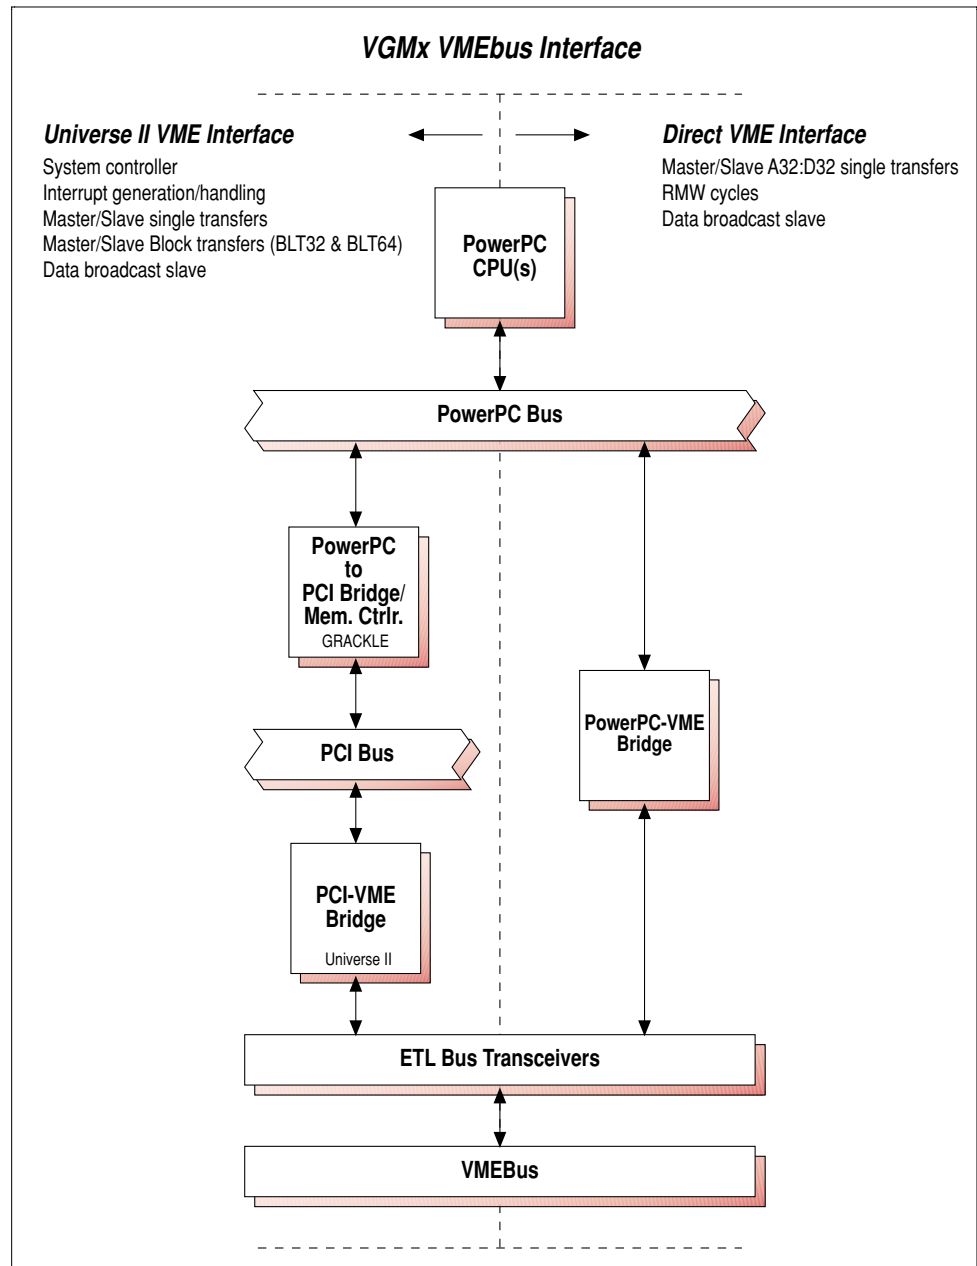 VGMx VMEbus Interface
Universe II VME Interface
System controller
Interrupt generation/handling
Master/Slave single transfers
Master/Slave Block transfers (BLT32 & BLT64)
Data broadcast slave
Direct VME Interface
Master/Slave A32:D32 single transfers
RMW cycles
Data broadcast slave
PowerPC
CPU(s)
PowerPC Bus
PowerPC
to
PCI Bridge/
Mem. Ctrlr.
GRACKLE
PCI Bus
PowerPC-VME
Bridge
PCI-VME
Bridge
Universe II
ETL Bus Transceivers
VMEBus